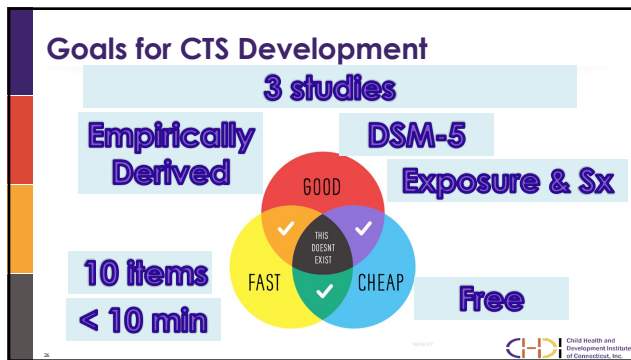 Goals for CTS Development
3 studies
Empirically
Derived
DSM-5
Exposure & Sx
GOOD
THIS
DOESNT
EXIST
FAST
CHEAP
10 items
< 10 min
Free
CHDI
Child Health and
Development Institute
of Connecticut, Inc.